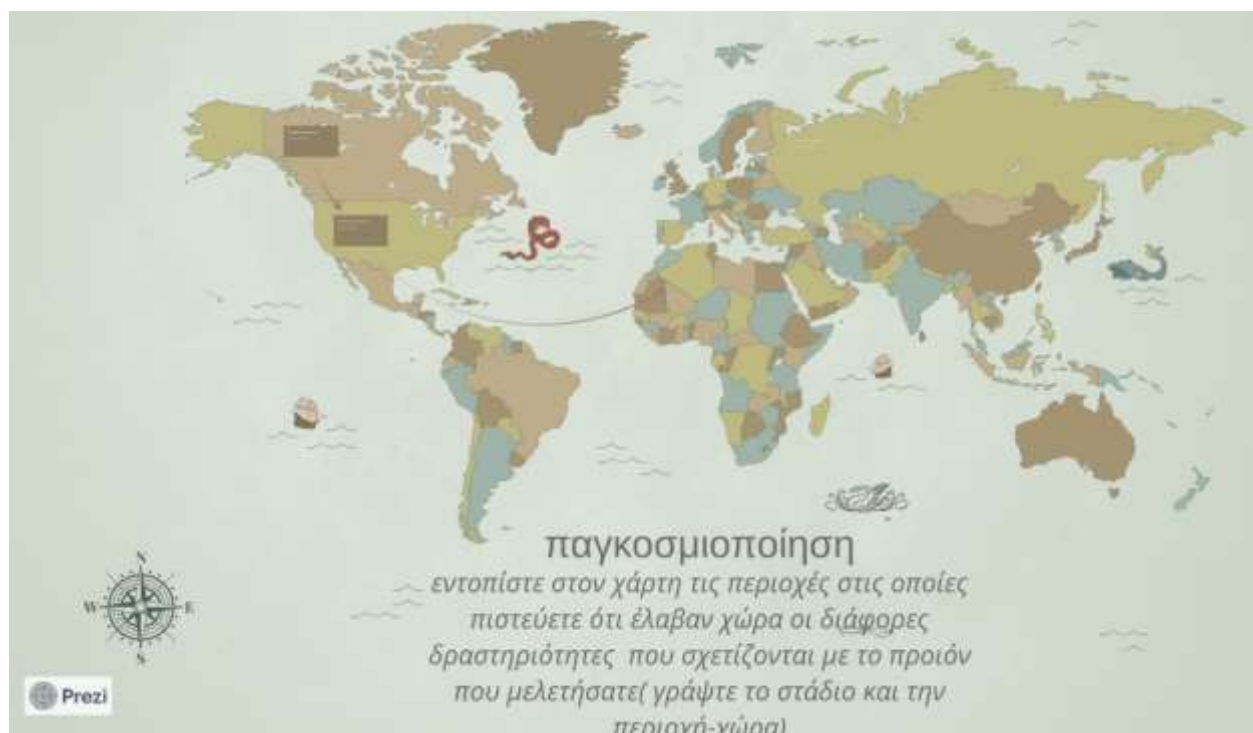 παγκοσμιοποίηση
εντοπίστε στον χάρτη τις περιοχές στις οποίες
πιστεύετε ότι έλαβαν χώρα οι διάφορες
δραστηριότητες που σχετίζονται με το προιόν
που μελετήσατε( γράψτε το στάδιο και την
περιοχή-χώρα)
N
W E
S
Prezi